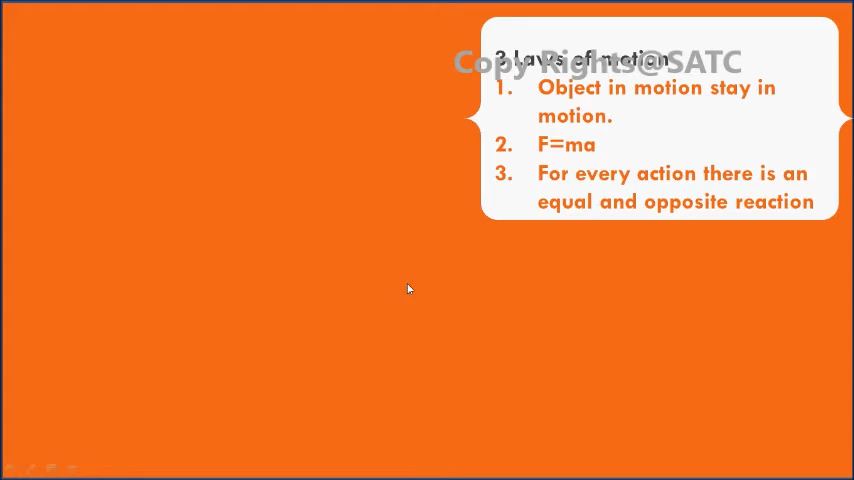 3 Laws of motion
Copy Rights@SATC
1. Object in motion stay in
motion.
2. F=ma
3. For every action there is an
equal and opposite reaction